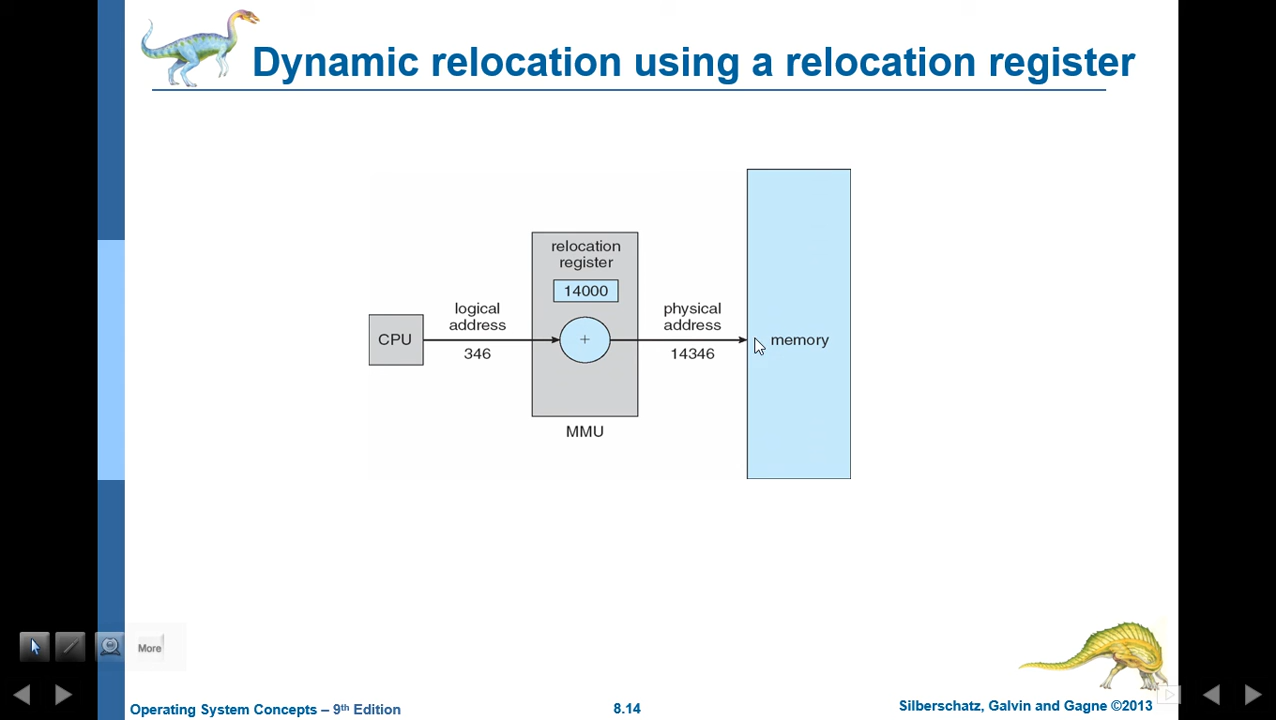 Dynamic relocation using a relocation register
relocation
register
14000
logical
address
346
CPU
+
physical
address
14346
memory
MMU
More
Operating System Concepts – 9th Edition
8.14
Silberschatz, Galvin and Gagne ©2013